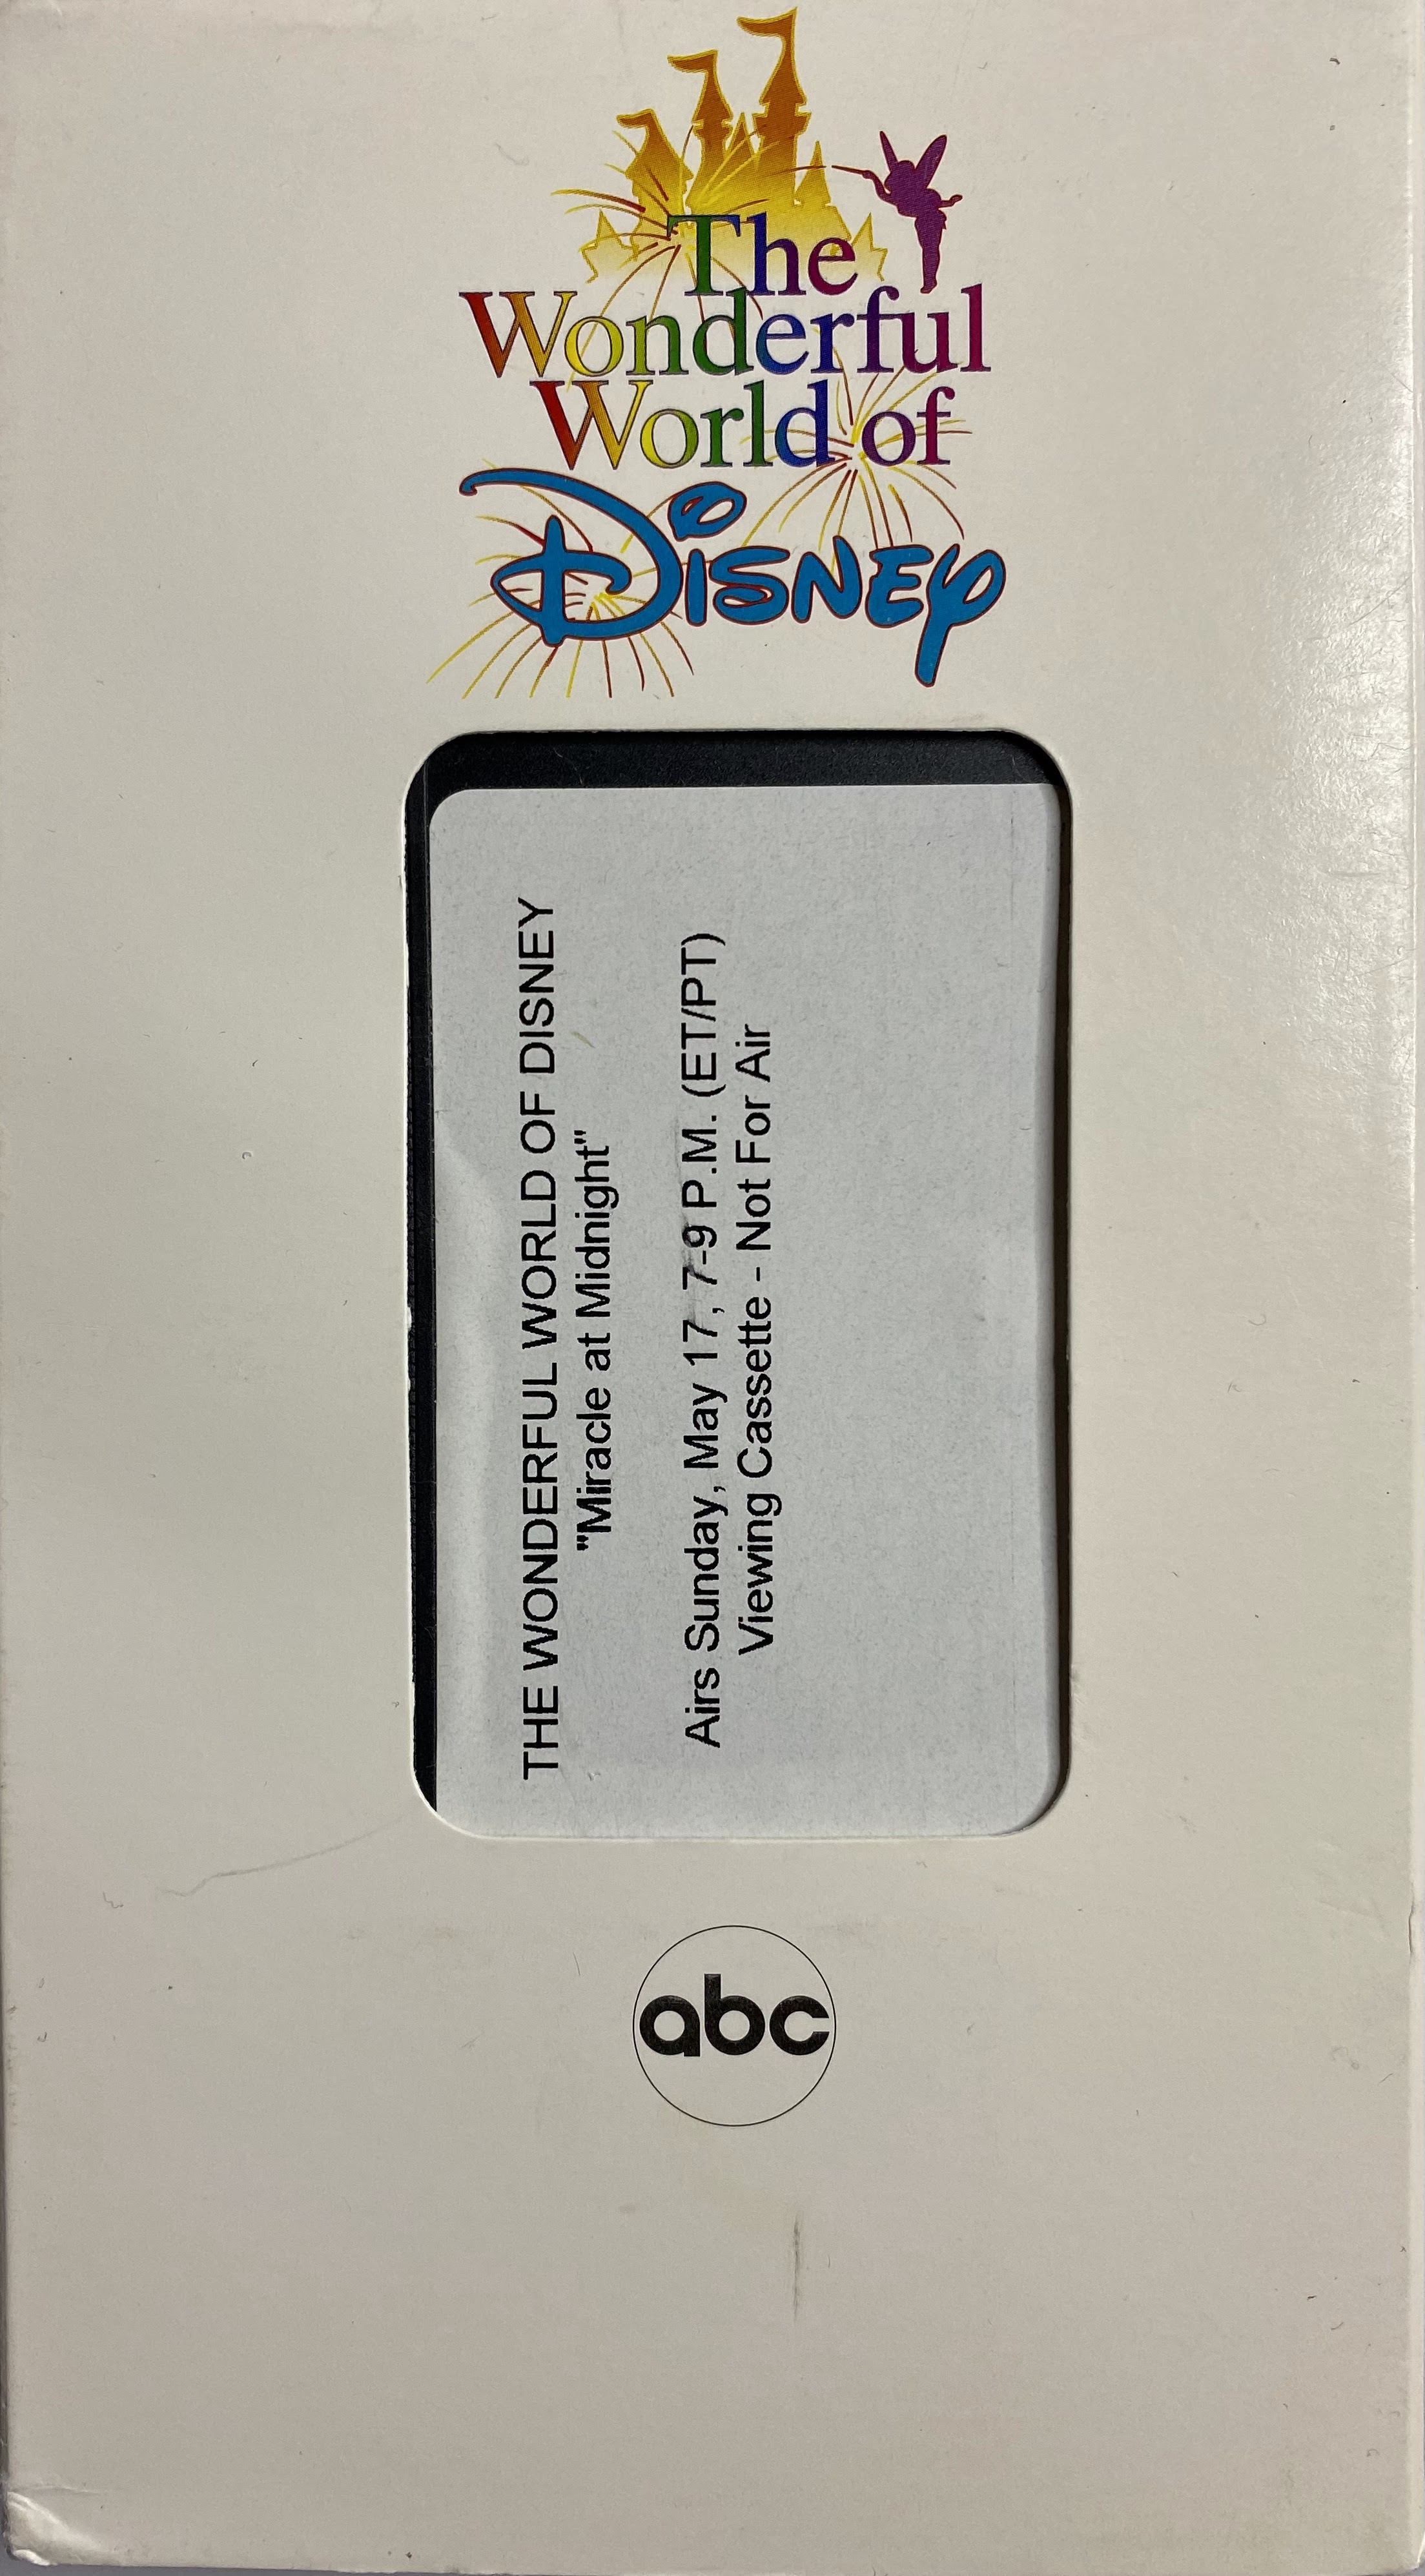 The
Wonderful
World of
Disney
THE WONDERFUL WORLD OF DISNEY
"Miracle at Midnight"
Airs Sunday, May 17, 7-9 P.M. (ET/PT)
Viewing Cassette - Not For Air
abc